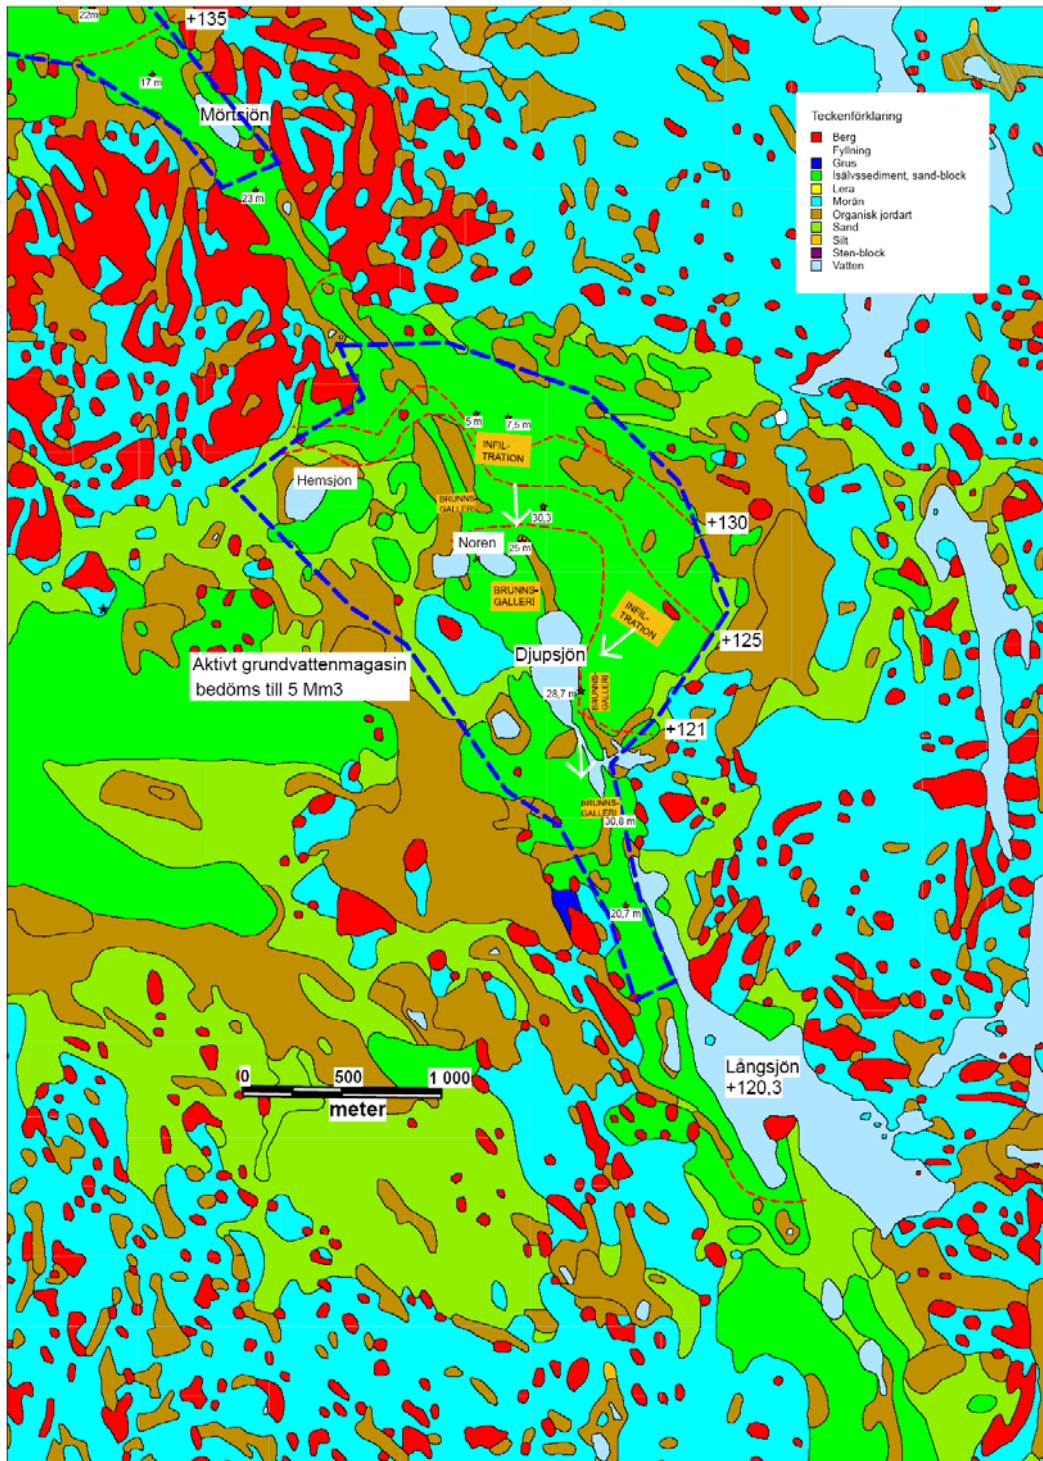 22m
+135
17 m
Mörtsjön
23 m
Teckenförklaring
Berg
Fyllning
Grus
Isälvssediment, sand-block
Lera
Morän
Organisk jordart
Sand
Silt
Sten-block
Vatten
5 m
7,5 m
INFIL-
TRATION
Hemsjön
BRUNNS-
GALLERI
30,3
+130
Noren
25 m
BRUNNS-
GALLERI
INFIL-
TRATION
+125
Djupsjön
Aktivt grundvattenmagasin
bedöms till 5 Mm3
28,7 m
BRUNNS-
GALLERI
+121
BRUNNS-
GALLERI
30,8 m
20,7 m
Långsjön
+120,3
0 500 1 000
meter